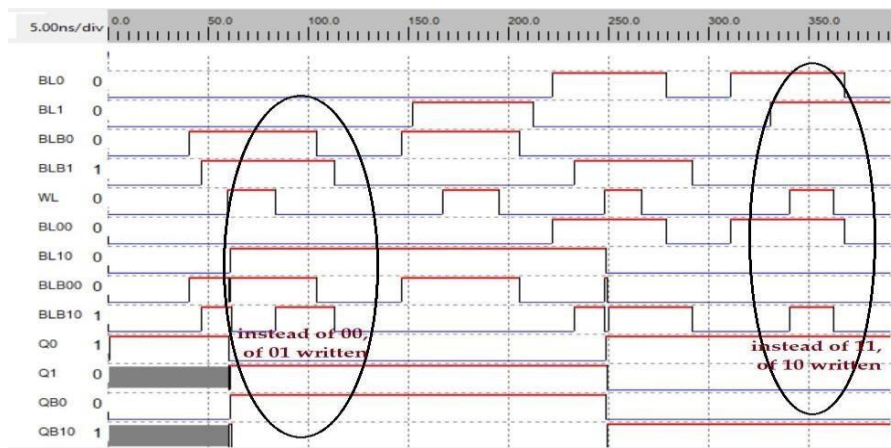 5.00ns/div 0.0 50.0 100.0 150.0 200.0 250.0 300.0 350.0
BL0 0
BL1 0
BLB0 0
BLB1 1
WL 0
BL00 0
BL10 0
BLB00 0
BLB10 1
instead of 00,
of 01 written
instead of 11,
of 10 written
Q0 1
Q1 0
QB0 0
QB10 1